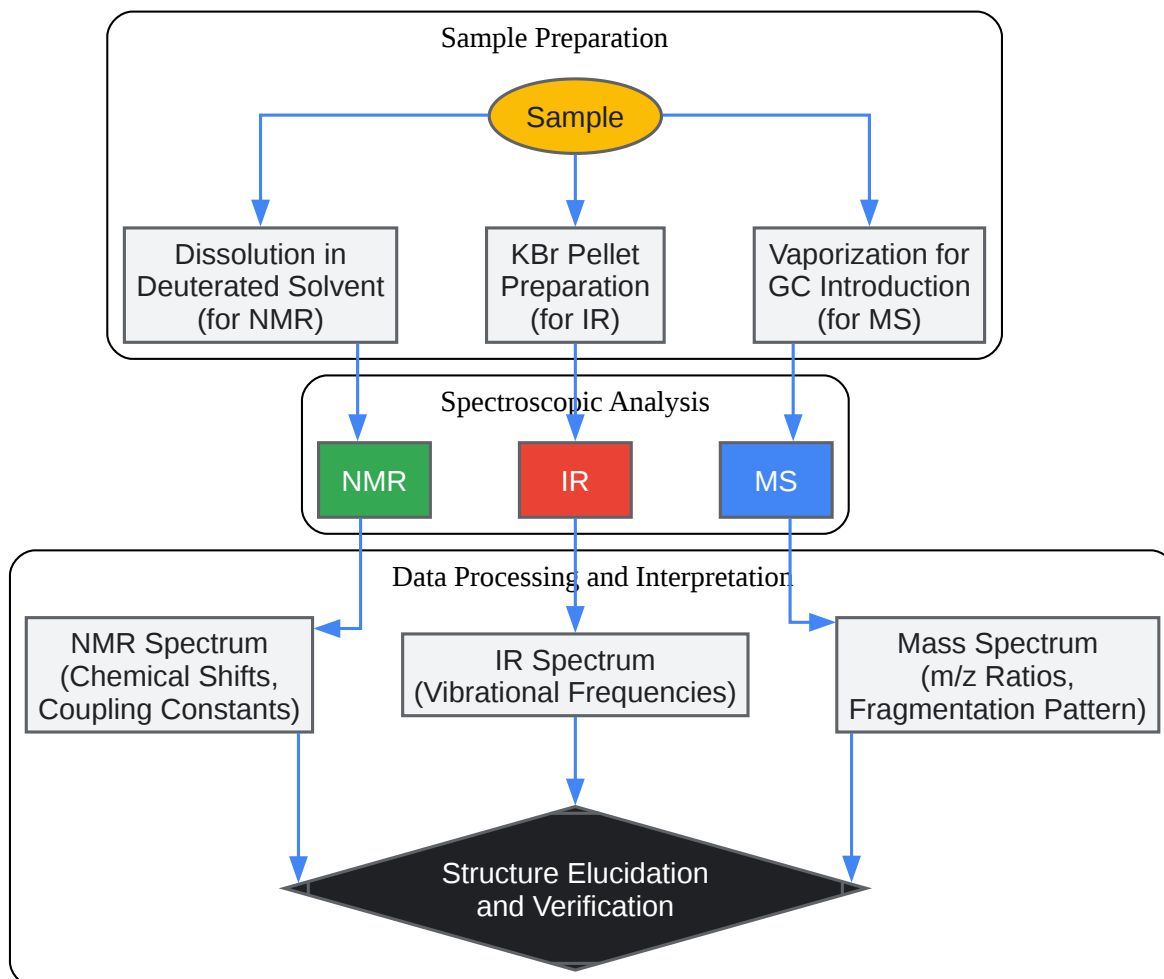 Sample Preparation
Sample
Dissolution in
Deuterated Solvent
(for NMR)
KBr Pellet
Preparation
(for IR)
Vaporization for
GC Introduction
(for MS)
Spectroscopic Analysis
NMR
IR
MS
Data Processing and Interpretation
NMR Spectrum
(Chemical Shifts,
Coupling Constants)
IR Spectrum
(Vibrational Frequencies)
Mass Spectrum
(m/z Ratios,
Fragmentation Pattern)
Structure Elucidation
and Verification